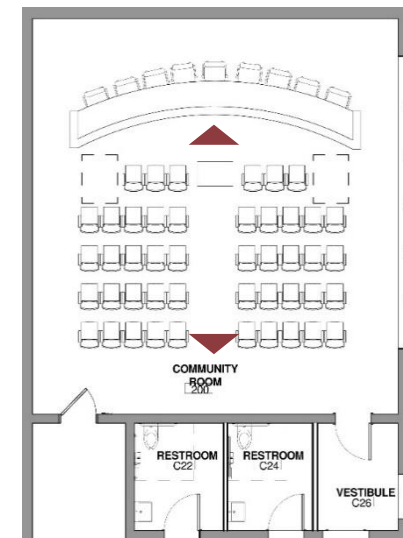 COMMUNITY
ROOM
200
RESTROOM
C22
RESTROOM
C24
VESTIBULE
C26